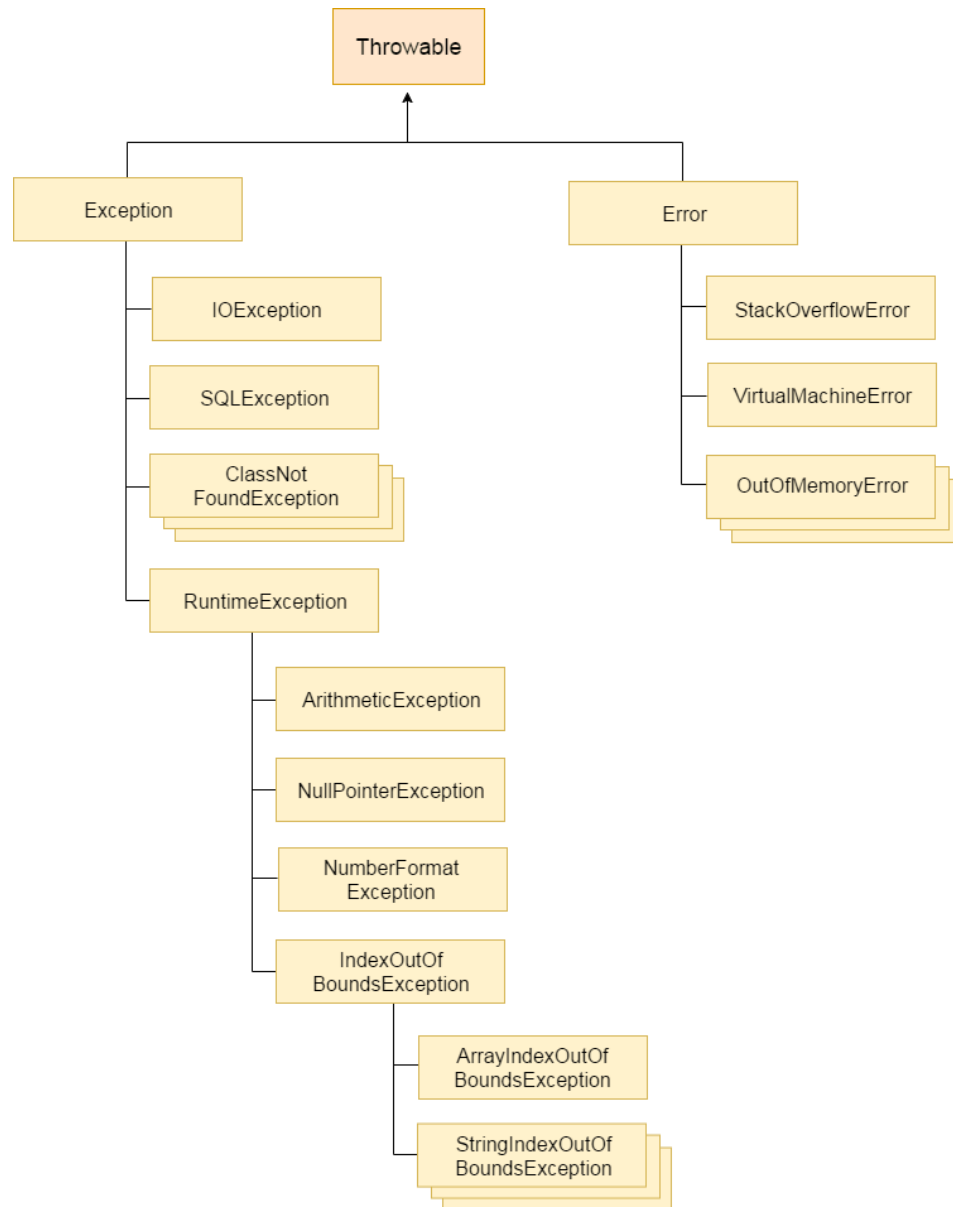 Throwable
Exception
Error
IOException
StackOverflowError
SQLException
VirtualMachineError
ClassNot
FoundException
OutOfMemoryError
RuntimeException
ArithmeticException
NullPointerException
NumberFormat
Exception
IndexOutOf
BoundsException
ArrayIndexOutOf
BoundsException
StringIndexOutOf
BoundsException